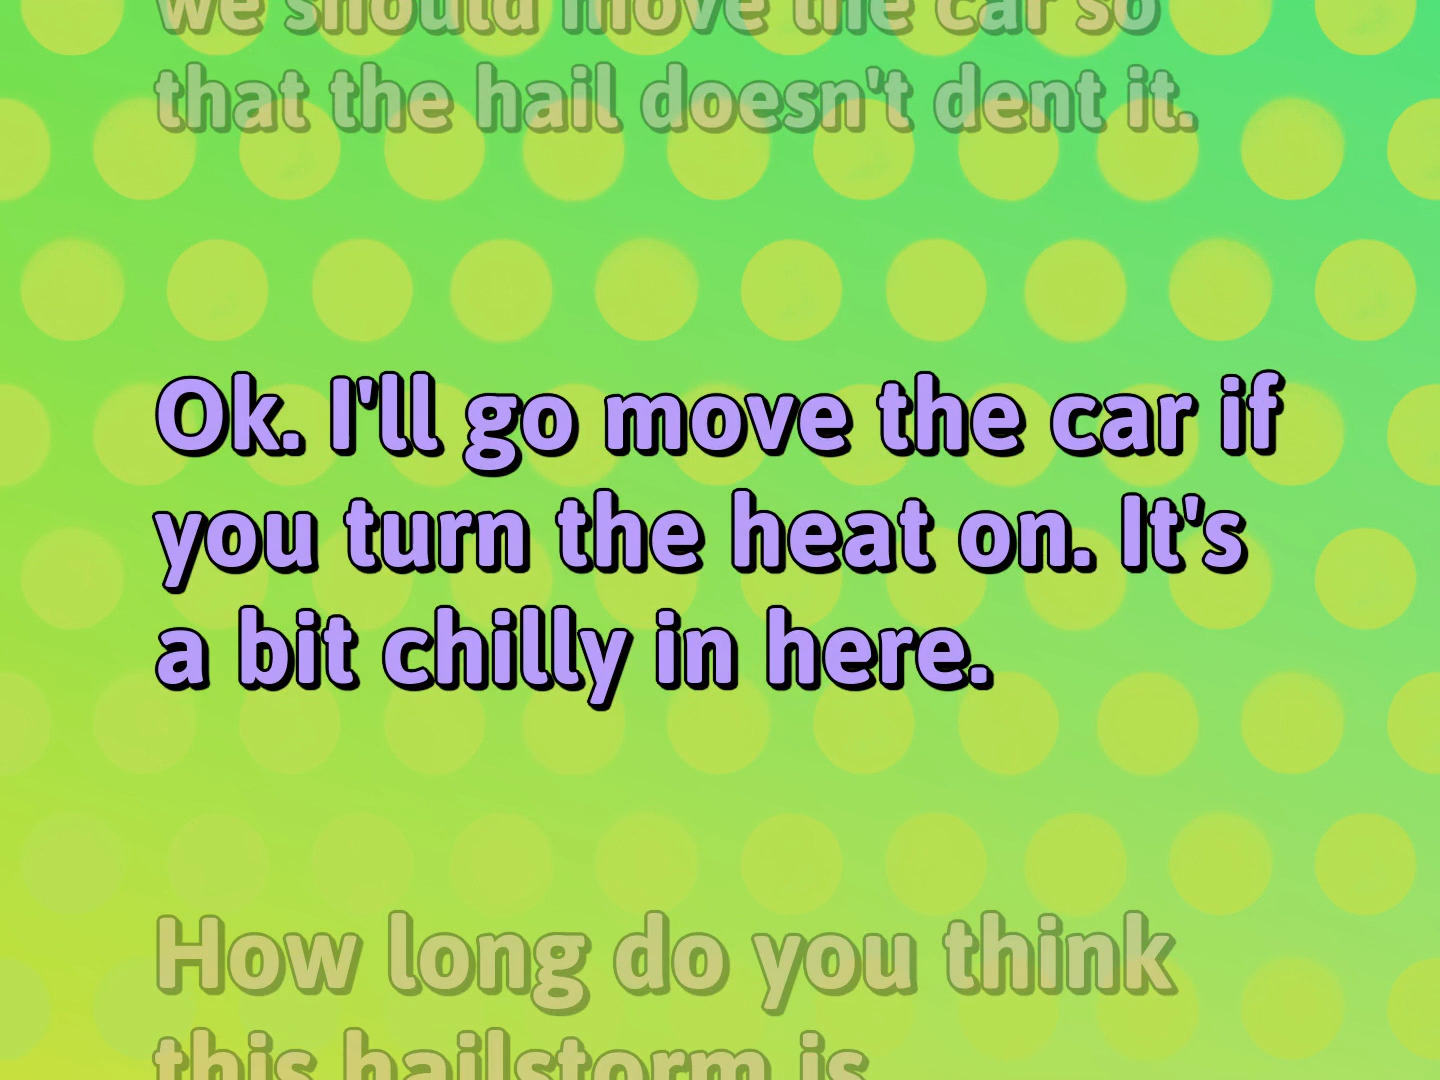 we should move the car so
that the hail doesn't dent it.
Ok. I'll go move the car if
you turn the heat on. It's
a bit chilly in here.
How long do you think
this hailstorm is